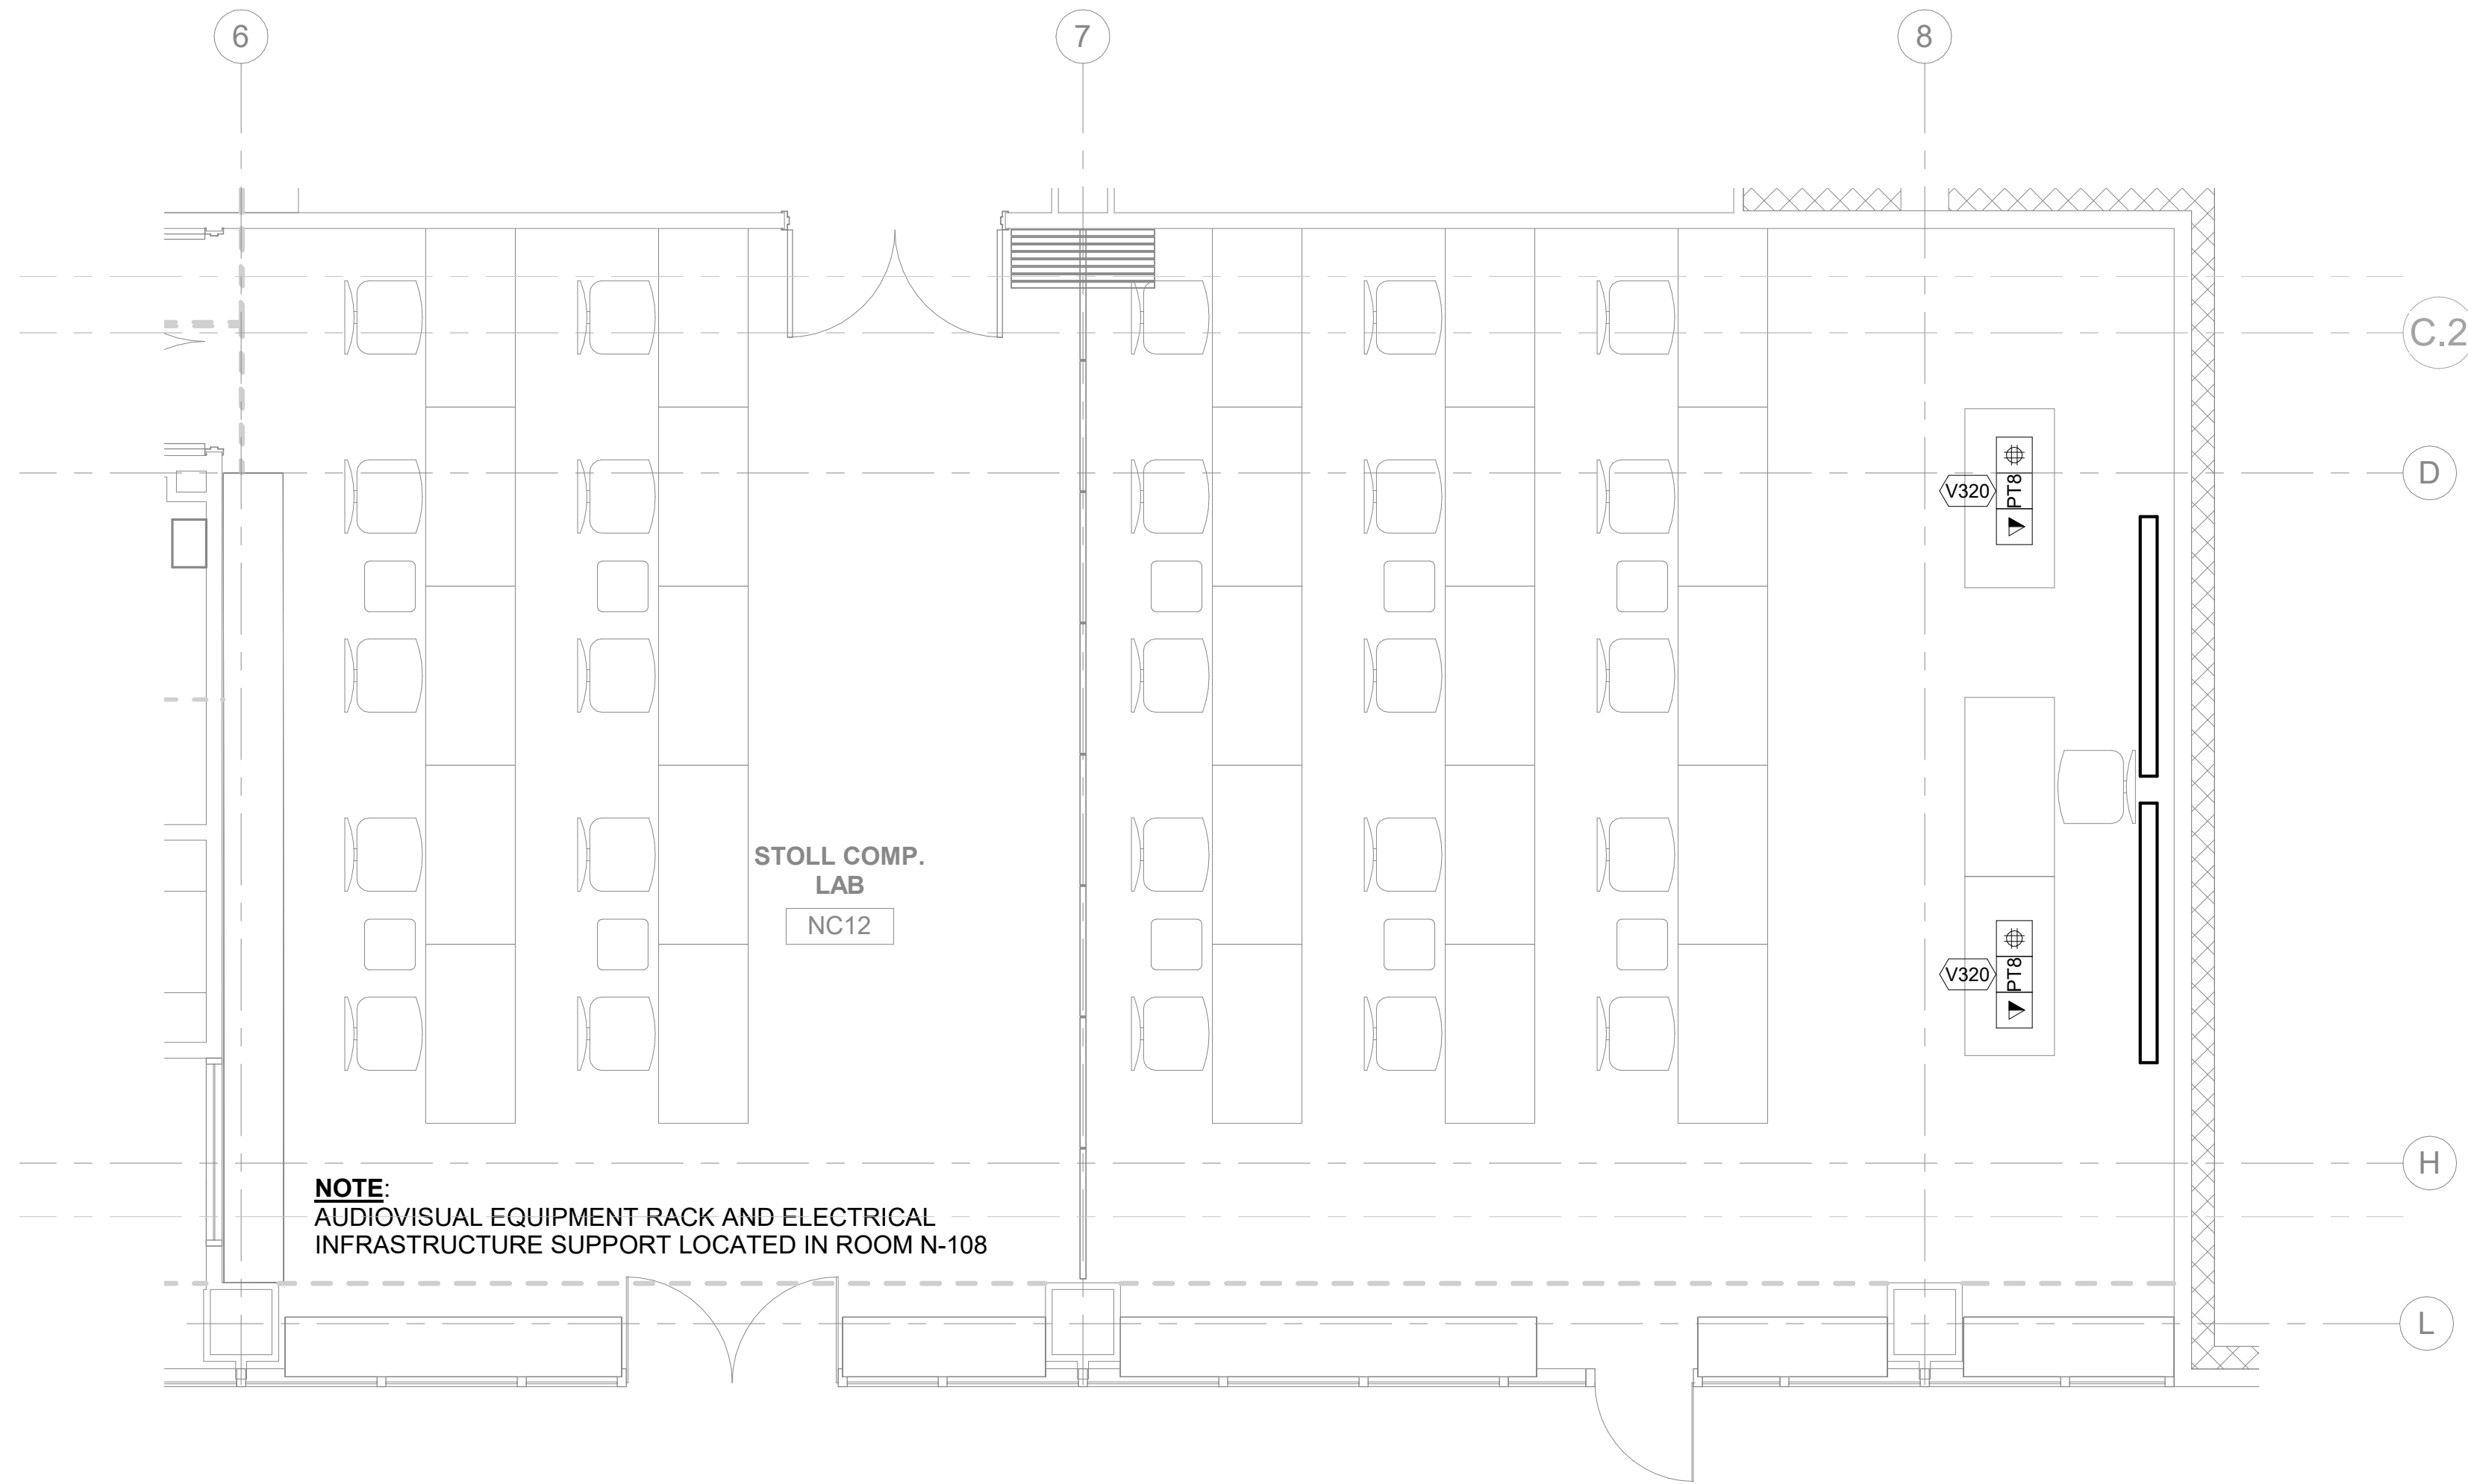 6
7
8
C.2
D
V320
PT8
STOLL COMP.
LAB
NC12
V320
PT8
H
NOTE:
AUDIOVISUAL EQUIPMENT RACK AND ELECTRICAL
INFRASTRUCTURE SUPPORT LOCATED IN ROOM N-108
L